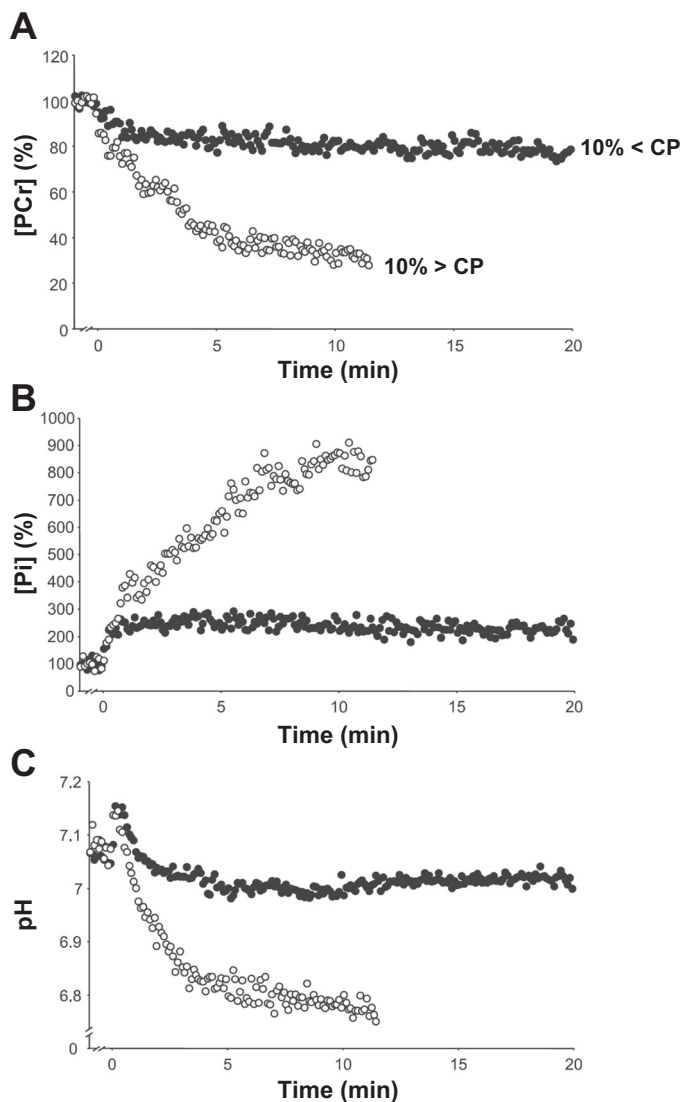 A
120
100
80
60
40
20
0
[PCr] (%)
10% < CP
10% > CP
0 5 10 15 20
Time (min)
B
1000
900
800
700
600
500
400
300
200
100
0
[Pi] (%)
0 5 10 15 20
Time (min)
C
7.2
7.1
7
6.9
6.8
0
pH
0 5 10 15 20
Time (min)